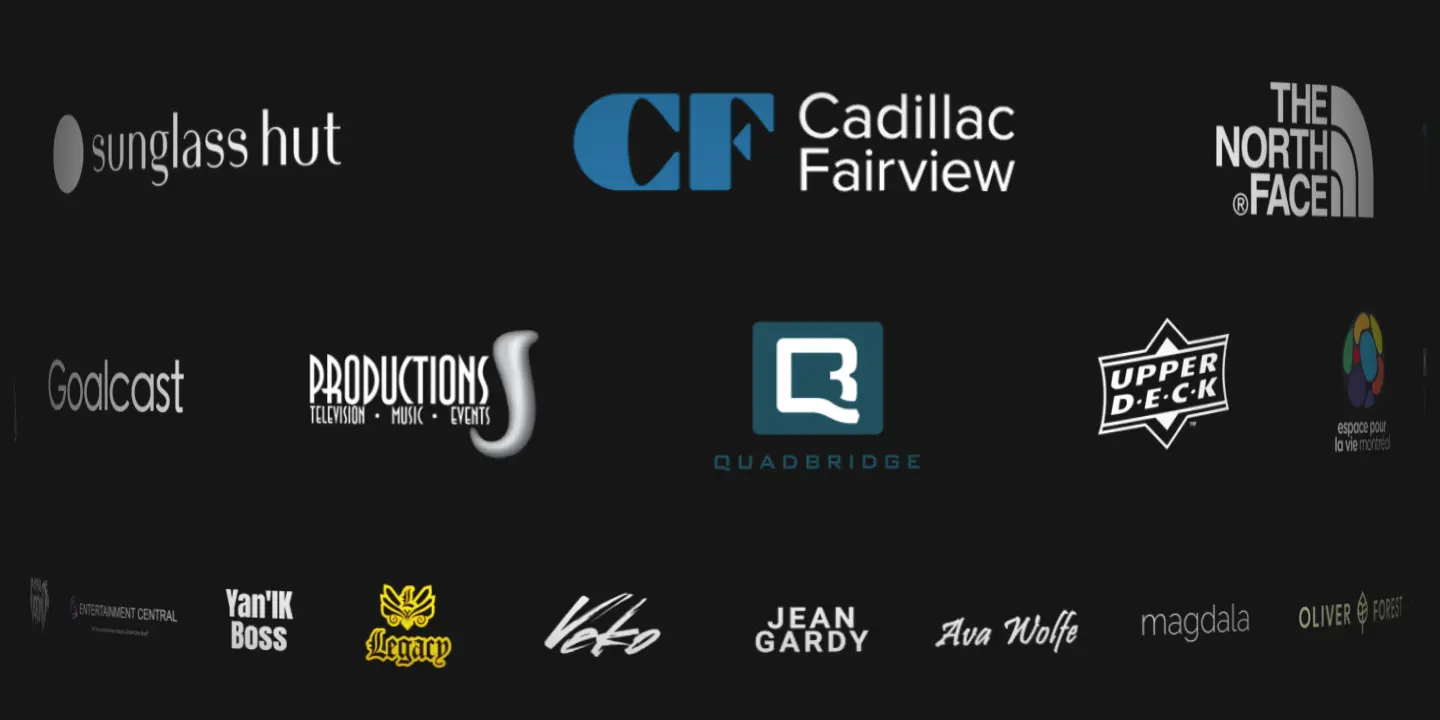 sunglass hut
CF Cadillac
Fairview
THE
NORTH
®FACE
Goalcast
PRODUCTIONS J
TELEVISION • MUSIC • EVENTS
QUADBRIDGE
UPPER
D·E·C·K
™
espace pour
la vie montréal
ENTERTAINMENT CENTRAL
Yan'IK
Boss
L
Legacy
Veko
JEAN
GARDY
Ava Wolfe
magdala
OLIVER FOREST